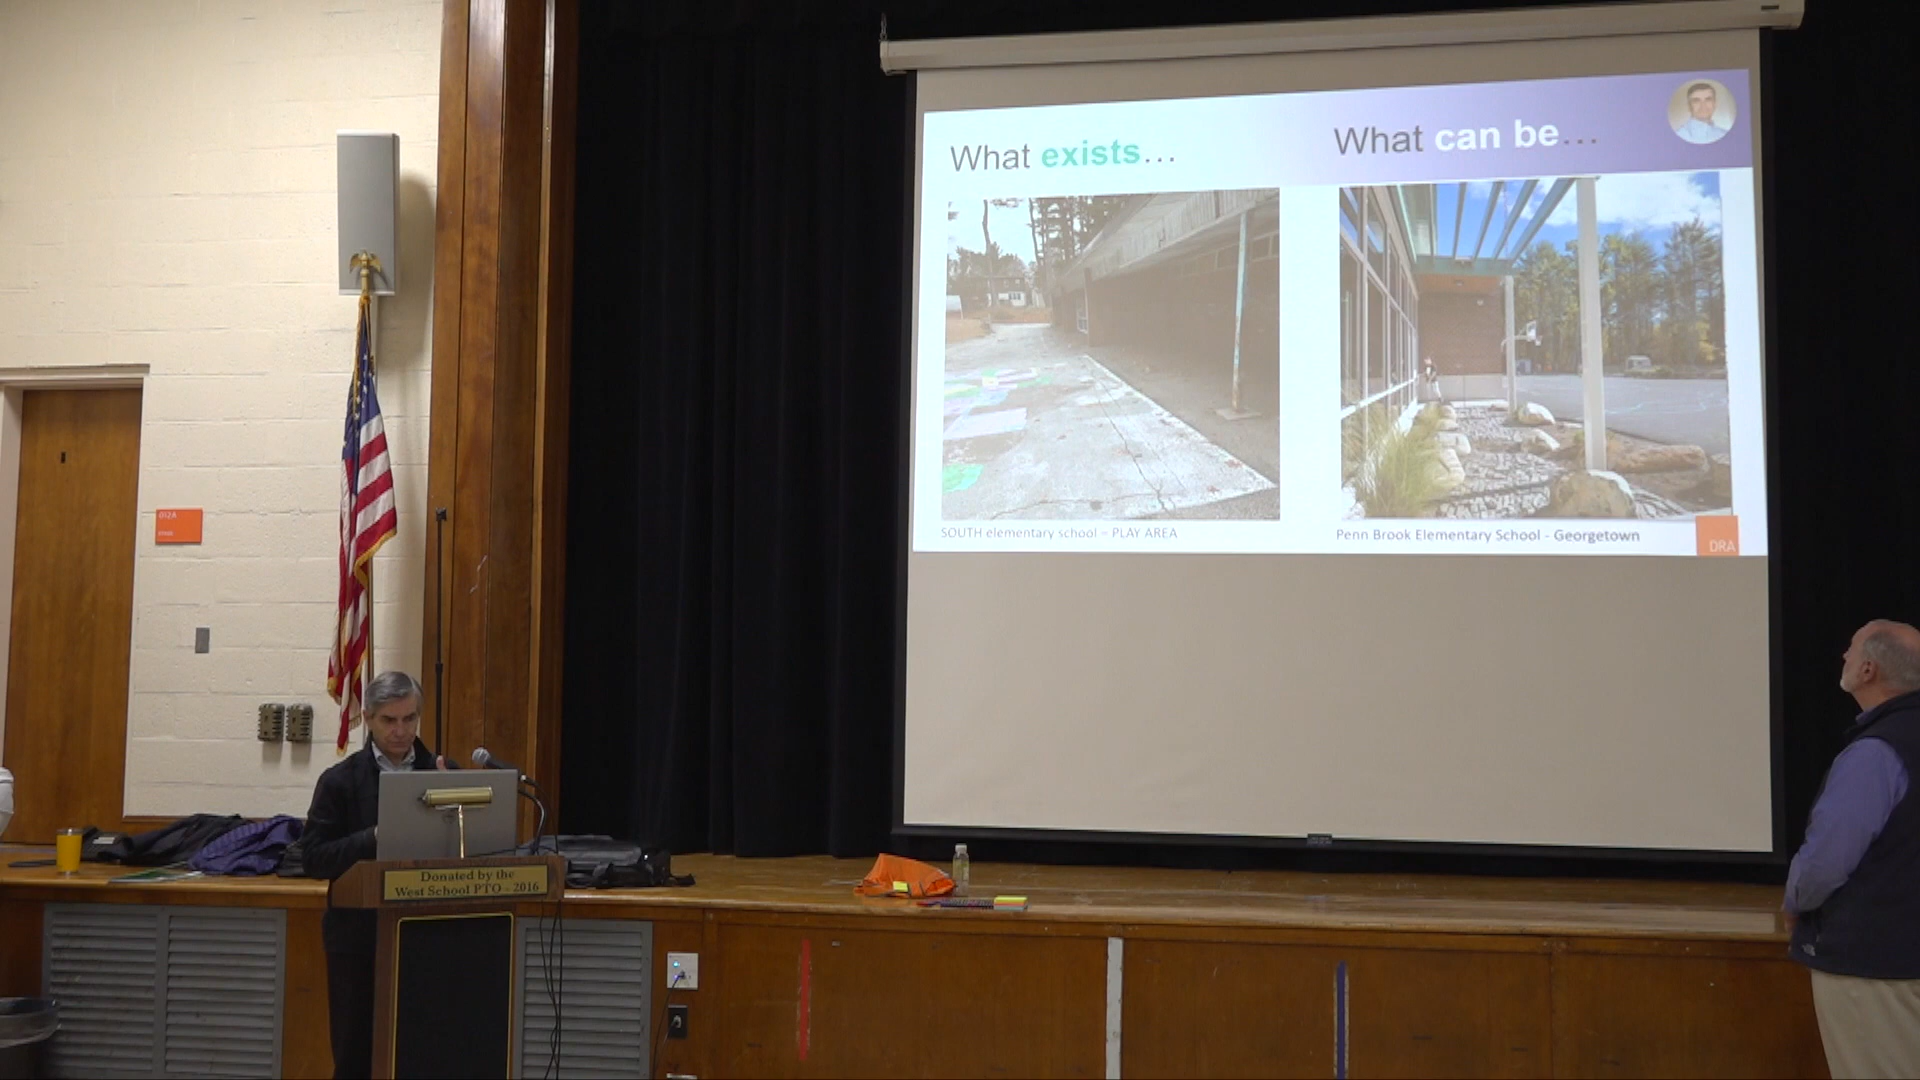 What exists...
What can be...
SOUTH elementary school – PLAY AREA
Penn Brook Elementary School - Georgetown
DRA
012A
Donated by the
West School PTO - 2016